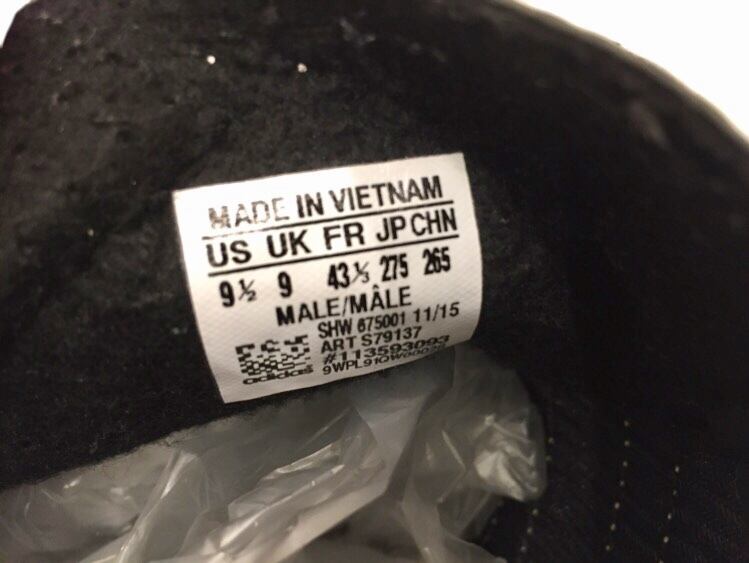 MADE IN VIETNAM
US UK FR JP CHN
9½ 9 43⅓ 275 265
MALE/MÂLE
SHW 675001 11/15
ART S79137
#113593093
adidas